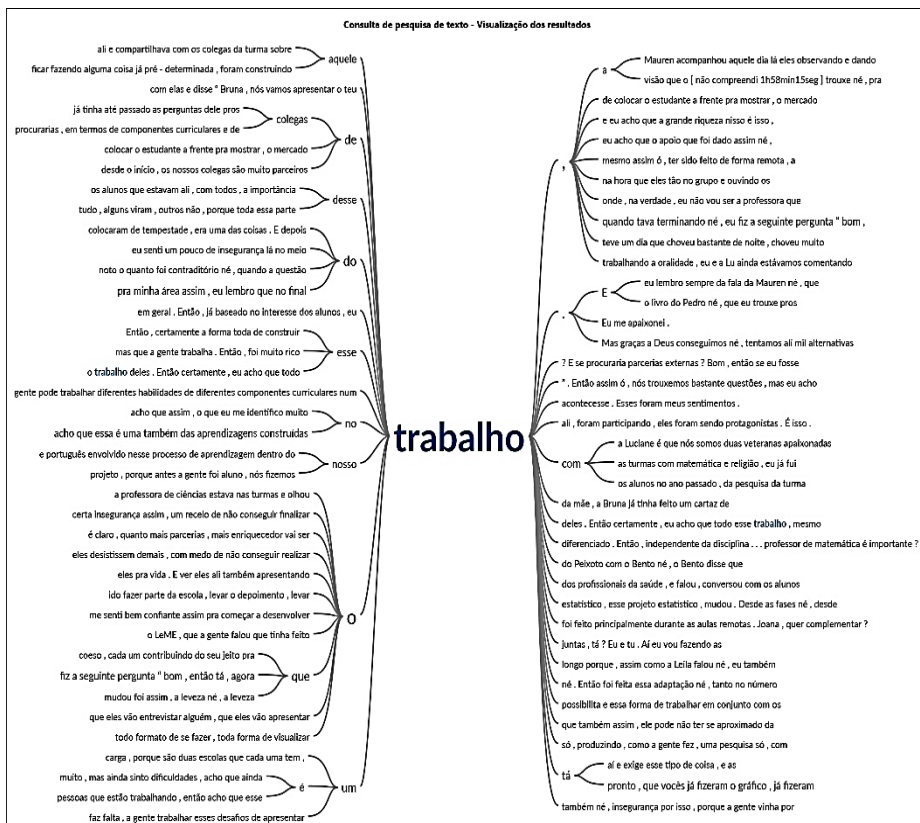 Consulta de pesquisa de texto - Visualização dos resultados
ali e compartilhava com os colegas da turma sobre
ficar fazendo alguma coisa já pré - determinada , foram construindo
aquele
com elas e disse " Bruna , nós vamos apresentar o teu
já tinha até passado as perguntas dele pros
procurarias , em termos de componentes curriculares e de
colegas
colocar o estudante a frente pra mostrar , o mercado
desde o início , os nossos colegas são muito parceiros
de
os alunos que estavam ali , com todos , a importância
tudo , alguns viram , outros não , porque toda essa parte
desse
colocaram de tempestade , era uma das coisas . E depois
eu senti um pouco de insegurança lá no meio
noto o quanto foi contraditório né , quando a questão
pra minha área assim , eu lembro que no final
do
em geral . Então , já baseado no interesse dos alunos , eu
Então , certamente a forma toda de construir
mas que a gente trabalha . Então , foi muito rico
o trabalho deles . Então certamente , eu acho que todo
esse
gente pode trabalhar diferentes habilidades de diferentes componentes curriculares num
acho que assim , o que eu me identifico muito
acho que essa é uma também das aprendizagens construídas
no
e português envolvido nesse processo de aprendizagem dentro do
projeto , porque antes a gente foi aluno , nós fizemos
nosso
a professora de ciências estava nas turmas e olhou
certa insegurança assim , um receio de não conseguir finalizar
é claro , quanto mais parcerias , mais enriquecedor vai ser
eles desistissem demais , com medo de não conseguir realizar
eles pra vida . E ver eles ali também apresentando
ido fazer parte da escola , levar o depoimento , levar
me senti bem confiante assim pra começar a desenvolver
o LeME , que a gente falou que tinha feito
coeso , cada um contribuindo do seu jeito pra
fiz a seguinte pergunta " bom , então tá , agora
mudou foi assim , a leveza né , a leveza
que
que eles vão entrevistar alguém , que eles vão apresentar
todo formato de se fazer , toda forma de visualizar
o
carga , porque são duas escolas que cada uma tem ,
muito , mas ainda sinto dificuldades , acho que ainda
pessoas que estão trabalhando , então acho que esse
é
faz falta , a gente trabalhar esses desafios de apresentar
um
trabalho
,
a
Mauren acompanhou aquele dia lá eles observando e dando
visão que o [ não compreendi 1h58min15seg ] trouxe né , pra
de colocar o estudante a frente pra mostrar , o mercado
e eu acho que a grande riqueza nisso é isso ,
eu acho que o apoio que foi dado assim né ,
mesmo assim ó , ter sido feito de forma remota , a
na hora que eles tão no grupo e ouvindo os
onde , na verdade , eu não vou ser a professora que
quando tava terminando né , eu fiz a seguinte pergunta " bom ,
teve um dia que choveu bastante de noite , choveu muito
trabalhando a oralidade , eu e a Lu ainda estávamos comentando
.
E
eu lembro sempre da fala da Mauren né , que
o livro do Pedro né , que eu trouxe pros
Eu me apaixonei .
Mas graças a Deus conseguimos né , tentamos ali mil alternativas
? E se procuraria parcerias externas ? Bom , então se eu fosse
" . Então assim ó , nós trouxemos bastante questões , mas eu acho
acontecesse . Esses foram meus sentimentos .
ali , foram participando , eles foram sendo protagonistas . É isso .
com
a Luciane é que nós somos duas veteranas apaixonadas
as turmas com matemática e religião , eu já fui
os alunos no ano passado , da pesquisa da turma
da mãe , a Bruna já tinha feito um cartaz de
deles . Então certamente , eu acho que todo esse trabalho , mesmo
diferenciado . Então , independente da disciplina . . . professor de matemática é importante ?
do Peixoto com o Bento né , o Bento disse que
dos profissionais da saúde , e falou , conversou com os alunos
estatístico , esse projeto estatístico , mudou . Desde as fases né , desde
foi feito principalmente durante as aulas remotas . Joana , quer complementar ?
juntas , tá ? Eu e tu . Aí eu vou fazendo as
longo porque , assim como a Leila falou né , eu também
né . Então foi feita essa adaptação né , tanto no número
possibilita e essa forma de trabalhar em conjunto com os
que também assim , ele pode não ter se aproximado da
só , produzindo , como a gente fez , uma pesquisa só , com
tá
aí e exige esse tipo de coisa , e as
pronto , que vocês já fizeram o gráfico , já fizeram
também né , insegurança por isso , porque a gente vinha por